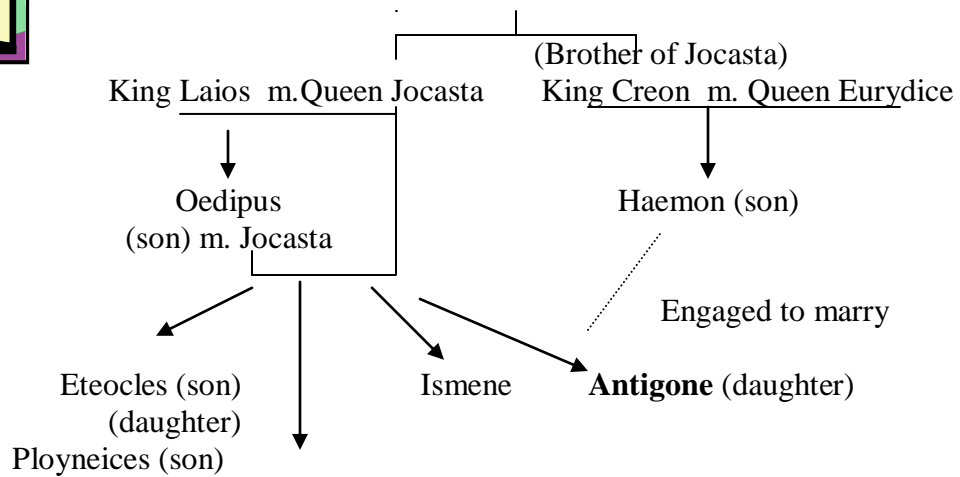 (Brother of Jocasta)
King Laios m.Queen Jocasta King Creon m. Queen Eurydice
Oedipus Haemon (son)
(son) m. Jocasta
Engaged to marry
Eteocles (son) Ismene Antigone (daughter)
(daughter)
Ployneices (son)